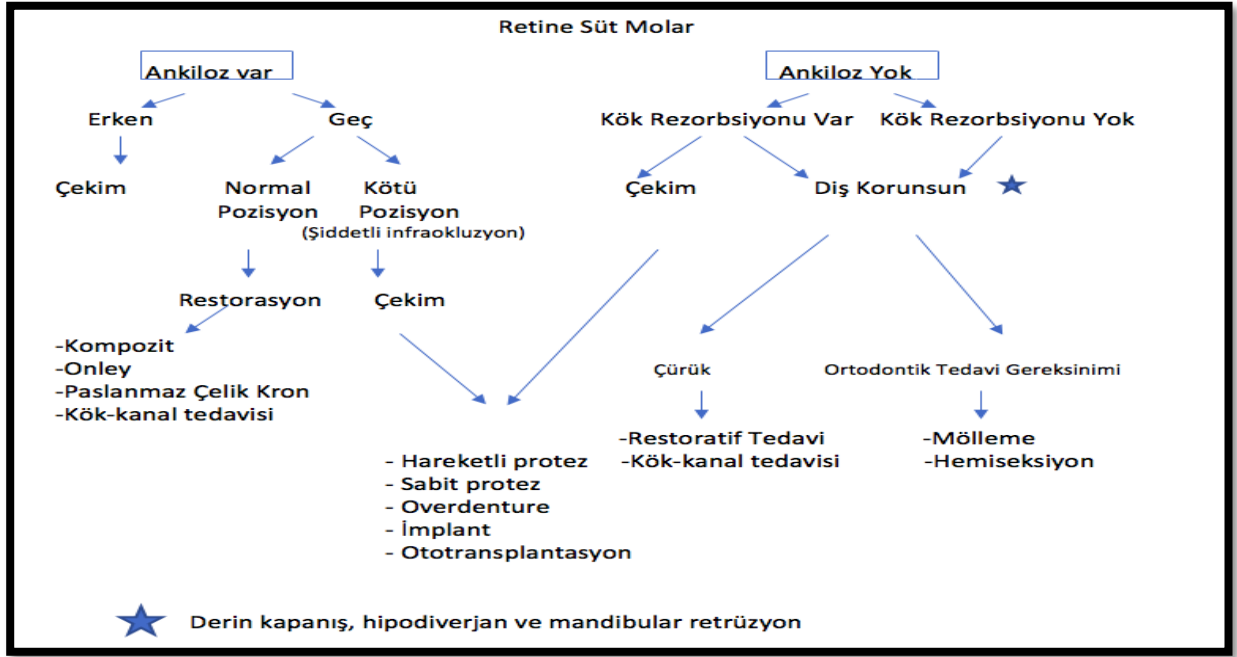 Retine Süt Molar
Ankiloz var
Ankiloz Yok
Erken
Geç
Kök Rezorbsiyonu Var
Kök Rezorbsiyonu Yok
Çekim
Normal
Pozisyon
Kötü
Pozisyon
(Şiddetli infraokluzyon)
Çekim
Diş Korunsun
Restorasyon
Çekim
-Kompozit
-Onley
-Paslanmaz Çelik Kron
-Kök-kanal tedavisi
Çürük
Ortodontik Tedavi Gereksinimi
-Restoratif Tedavi
-Kök-kanal tedavisi
-Mölleme
-Hemiseksiyon
- Hareketli protez
- Sabit protez
- Overdenture
- İmplant
- Ototransplantasyon
Derin kapanış, hipodiverjan ve mandibular retrüzyon